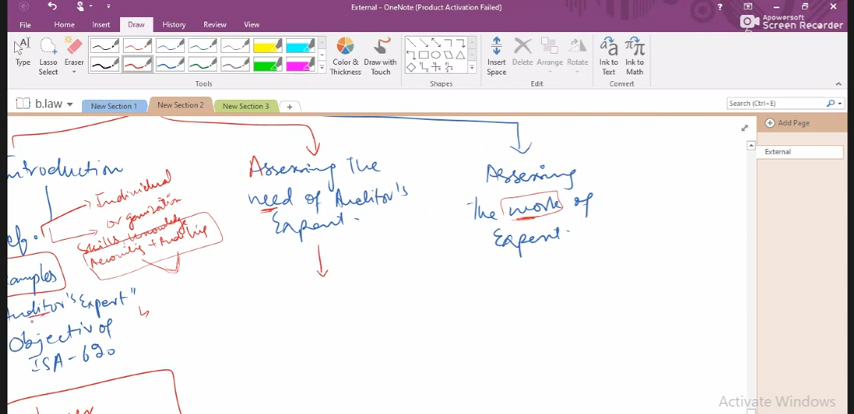 External - OneNote (Product Activation Failed)
Apowersoft
Screen Recorder
File
Home
Insert
Draw
History
Review
View
Type
Lasso
Select
Eraser
Color &
Thickness
Draw with
Touch
Insert
Space
Delete
Arrange
Rotate
Ink to
Text
Ink to
Math
Tools
Shapes
Edit
Convert
b.law
New Section 1
New Section 2
New Section 3
Search (Ctrl+E)
Add Page
External
ntroduction
Individual
or organization
Skills knowledge
Accounting + Auditing
ef.
amples
Auditor's Expert"
Objectiv of
ISA-620
Assessing The
need of Auditor's
Expert.
Assessing
The work of
Expert.
Activate Windows